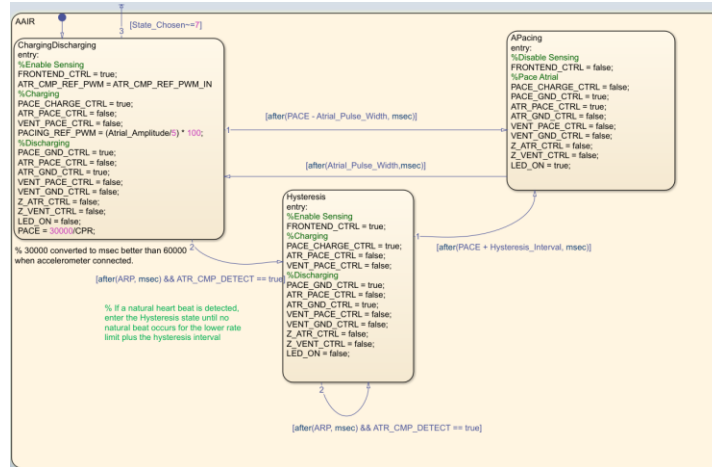 AAIR
3
[State_Chosen~=7]
ChargingDischarging
entry:
%Enable Sensing
FRONTEND_CTRL = true;
ATR_CMP_REF_PWM = ATR_CMP_REF_PWM_IN
%Charging
PACE_CHARGE_CTRL = true;
ATR_PACE_CTRL = false;
VENT_PACE_CTRL = false;
PACING_REF_PWM = (Atrial_Amplitude/5) * 100;
%Discharging
PACE_GND_CTRL = true;
ATR_PACE_CTRL = false;
ATR_GND_CTRL = true;
VENT_PACE_CTRL = false;
VENT_GND_CTRL = false;
Z_ATR_CTRL = false;
Z_VENT_CTRL = false;
LED_ON = false;
PACE = 30000/CPR;
2
% 30000 converted to msec better than 60000
when accelerometer connected.
1
[after(PACE - Atrial_Pulse_Width, msec)]
[after(Atrial_Pulse_Width,msec)]
APacing
entry:
%Disable Sensing
FRONTEND_CTRL = false;
%Pace Atrial
PACE_CHARGE_CTRL = false;
PACE_GND_CTRL = true;
ATR_PACE_CTRL = true;
ATR_GND_CTRL = false;
VENT_PACE_CTRL = false;
VENT_GND_CTRL = false;
Z_ATR_CTRL = false;
Z_VENT_CTRL = false;
LED_ON = true;
Hysteresis
entry:
%Enable Sensing
FRONTEND_CTRL = true;
%Charging
PACE_CHARGE_CTRL = true;
ATR_PACE_CTRL = false;
VENT_PACE_CTRL = false;
%Discharging
PACE_GND_CTRL = true;
ATR_PACE_CTRL = false;
ATR_GND_CTRL = true;
VENT_PACE_CTRL = false;
VENT_GND_CTRL = false;
Z_ATR_CTRL = false;
Z_VENT_CTRL = false;
LED_ON = false;
1
[after(PACE + Hysteresis_Interval, msec)]
[after(ARP, msec) && ATR_CMP_DETECT == true]
% If a natural heart beat is detected,
enter the Hysteresis state until no
natural beat occurs for the lower rate
limit plus the hysteresis interval
2
[after(ARP, msec) && ATR_CMP_DETECT == true]